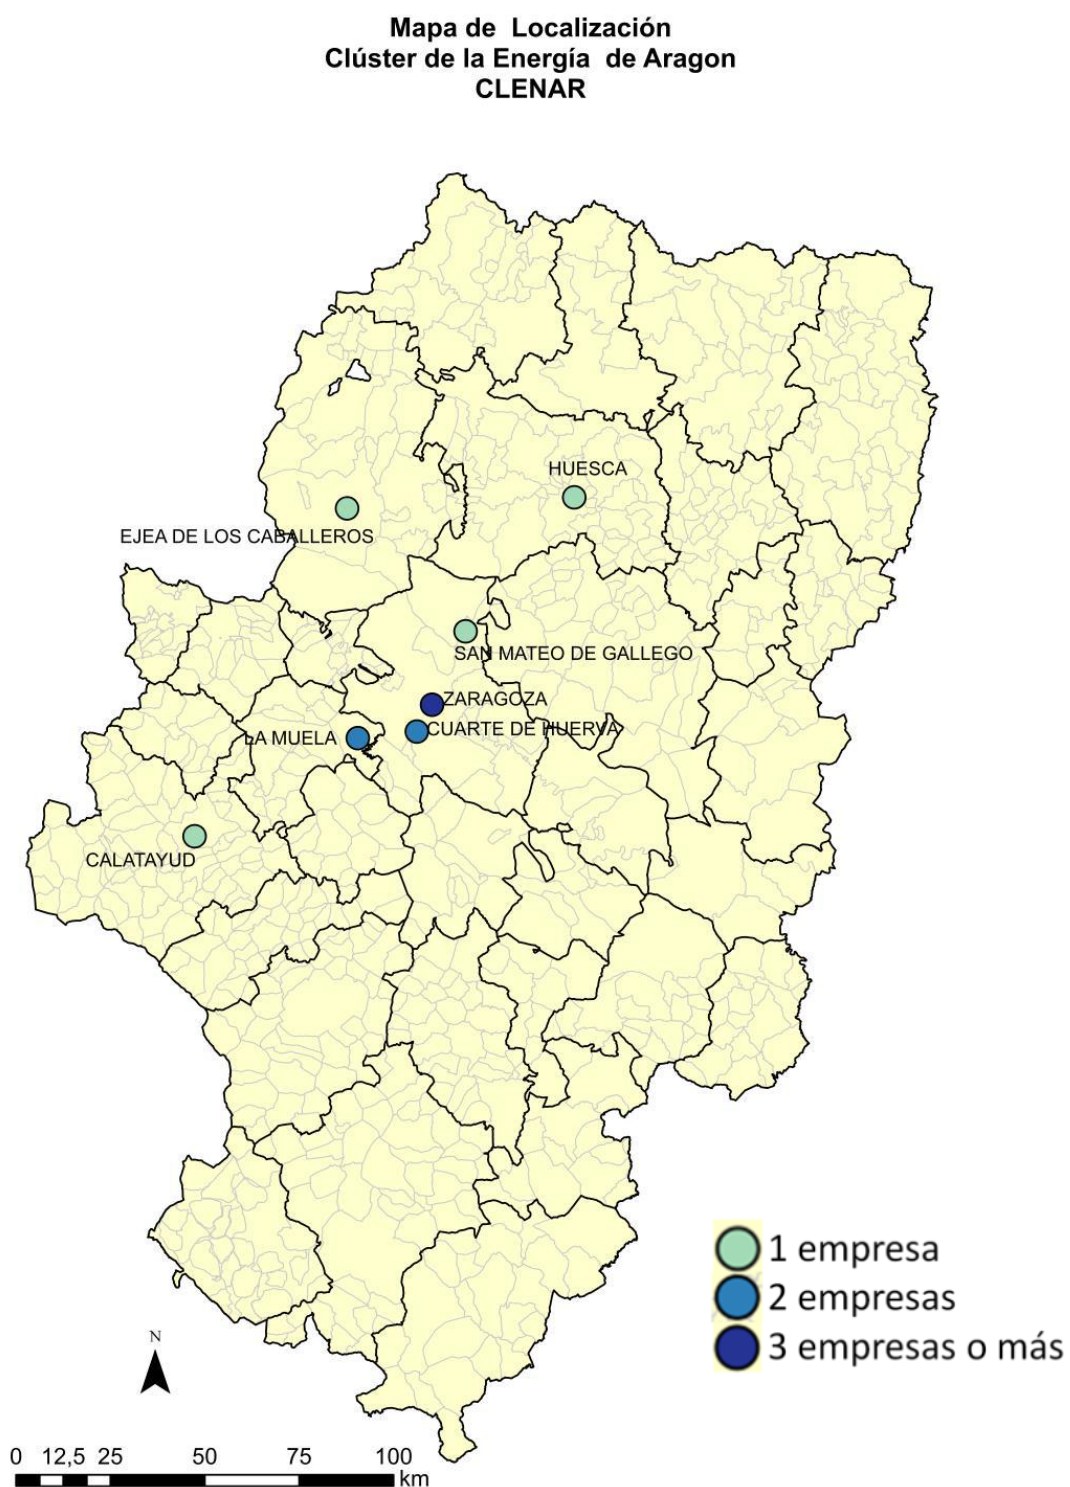 Mapa de Localización
Clúster de la Energía de Aragon
CLENAR
HUESCA
EJEA DE LOS CABALLEROS
SAN MATEO DE GALLEGO
ZARAGOZA
CUARTE DE HUERVA
LA MUELA
CALATAYUD
1 empresa
2 empresas
3 empresas o más
N
0 12,5 25 50 75 100
km